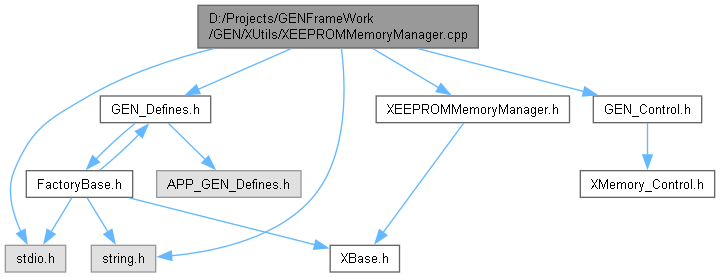 D:/Projects/GENFrameWork
/GEN/XUtils/XEEPROMMemoryManager.cpp
GEN_Defines.h
XEEPROMMemoryManager.h
GEN_Control.h
FactoryBase.h
APP_GEN_Defines.h
XMemory_Control.h
stdio.h
string.h
XBase.h